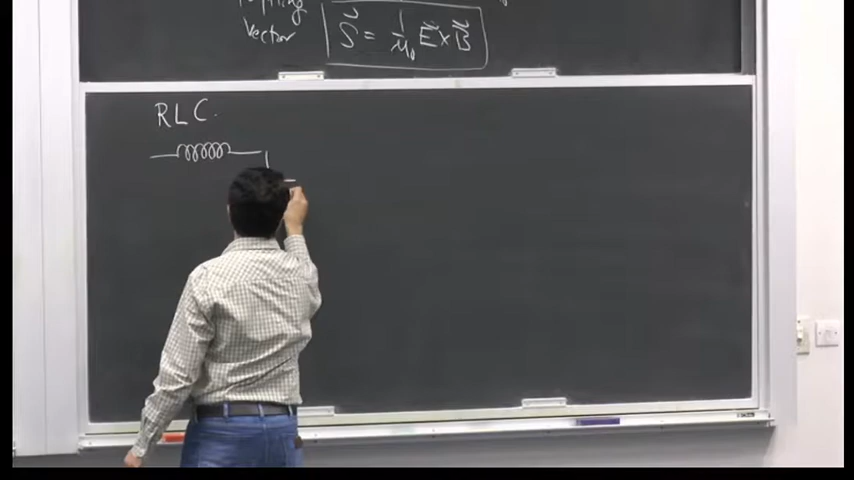 Vector
S⃗ = 1/μ₀ E⃗ × B⃗
RLC.